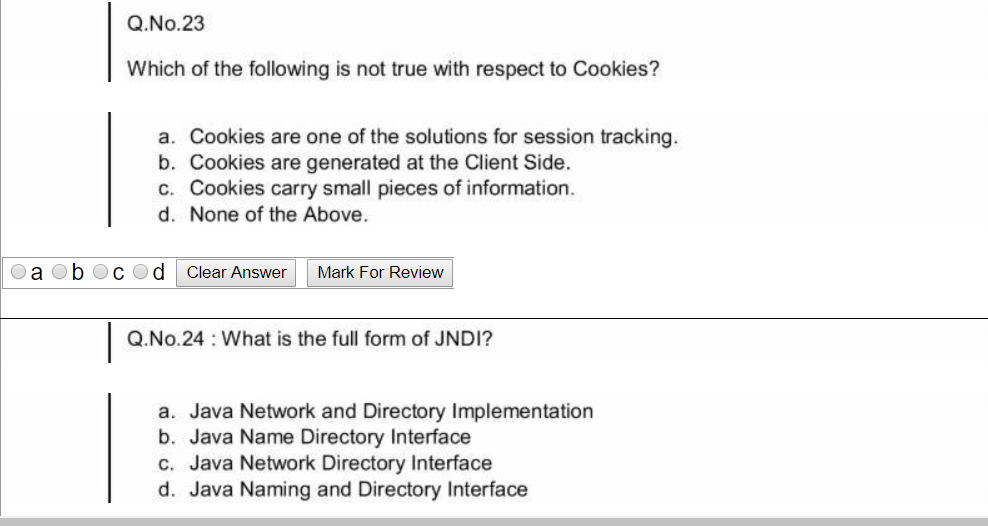 Q.No.23
Which of the following is not true with respect to Cookies?
a. Cookies are one of the solutions for session tracking.
b. Cookies are generated at the Client Side.
c. Cookies carry small pieces of information.
d. None of the Above.
a b c d Clear Answer Mark For Review
Q.No.24 : What is the full form of JNDI?
a. Java Network and Directory Implementation
b. Java Name Directory Interface
c. Java Network Directory Interface
d. Java Naming and Directory Interface